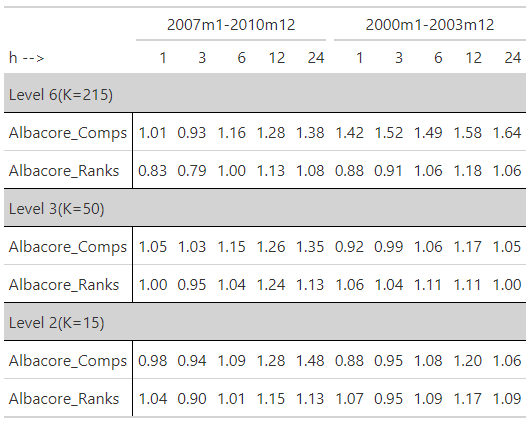 2007m1-2010m12 2000m1-2003m12
h --> 1 3 6 12 24 1 3 6 12 24
Level 6(K=215)
Albacore_Comps 1.01 0.93 1.16 1.28 1.38 1.42 1.52 1.49 1.58 1.64
Albacore_Ranks 0.83 0.79 1.00 1.13 1.08 0.88 0.91 1.06 1.18 1.06
Level 3(K=50)
Albacore_Comps 1.05 1.03 1.15 1.26 1.35 0.92 0.99 1.06 1.17 1.05
Albacore_Ranks 1.00 0.95 1.04 1.24 1.13 1.06 1.04 1.11 1.11 1.00
Level 2(K=15)
Albacore_Comps 0.98 0.94 1.09 1.28 1.48 0.88 0.95 1.08 1.20 1.06
Albacore_Ranks 1.04 0.90 1.01 1.15 1.13 1.07 0.95 1.09 1.17 1.09